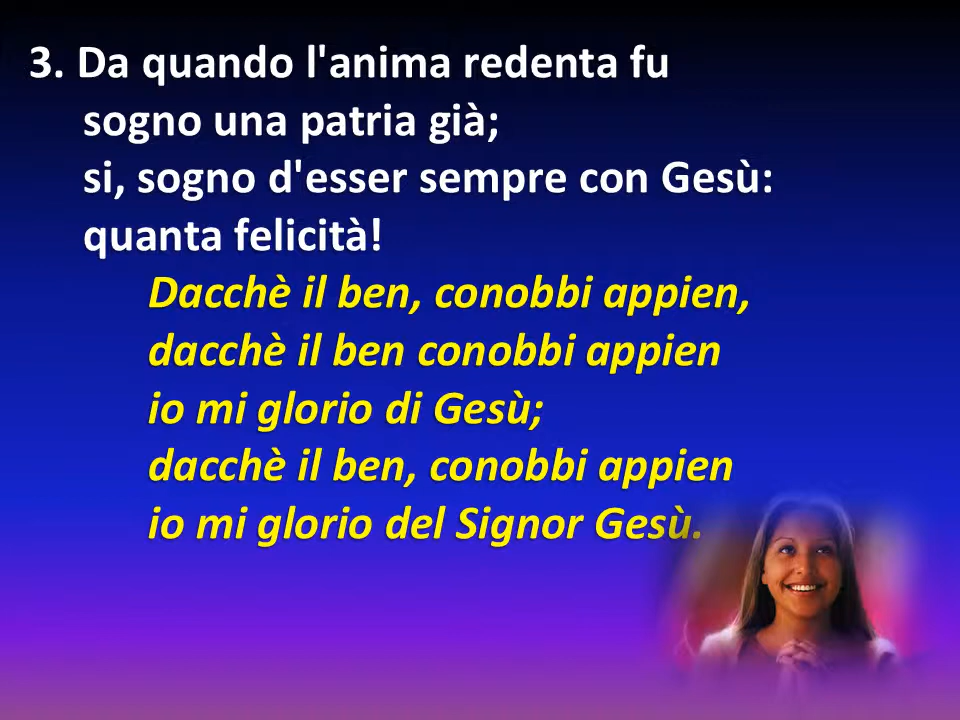 3. Da quando l'anima redenta fu
sogno una patria già;
si, sogno d'esser sempre con Gesù:
quanta felicità!
Dacchè il ben, conobbi appien,
dacchè il ben conobbi appien
io mi glorio di Gesù;
dacchè il ben, conobbi appien
io mi glorio del Signor Gesù.